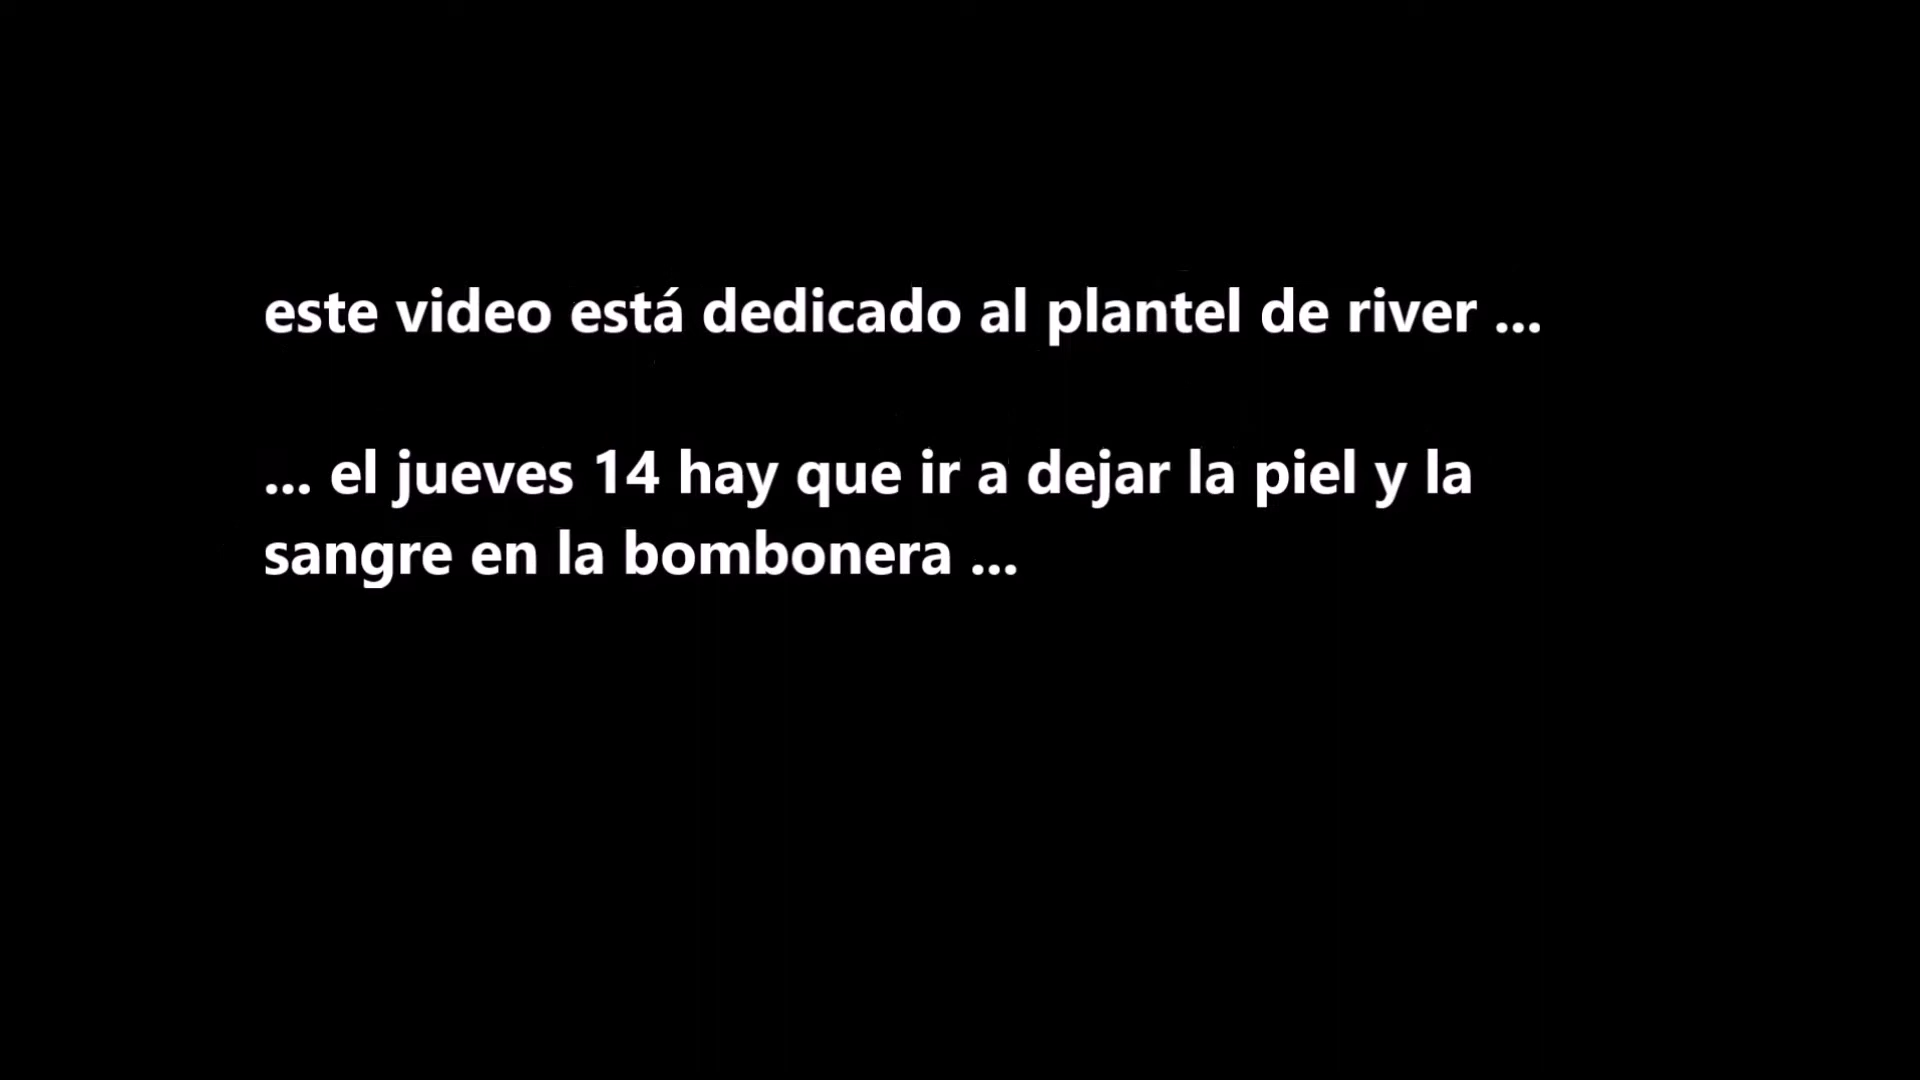 este video está dedicado al plantel de river ...
... el jueves 14 hay que ir a dejar la piel y la
sangre en la bombonera ...